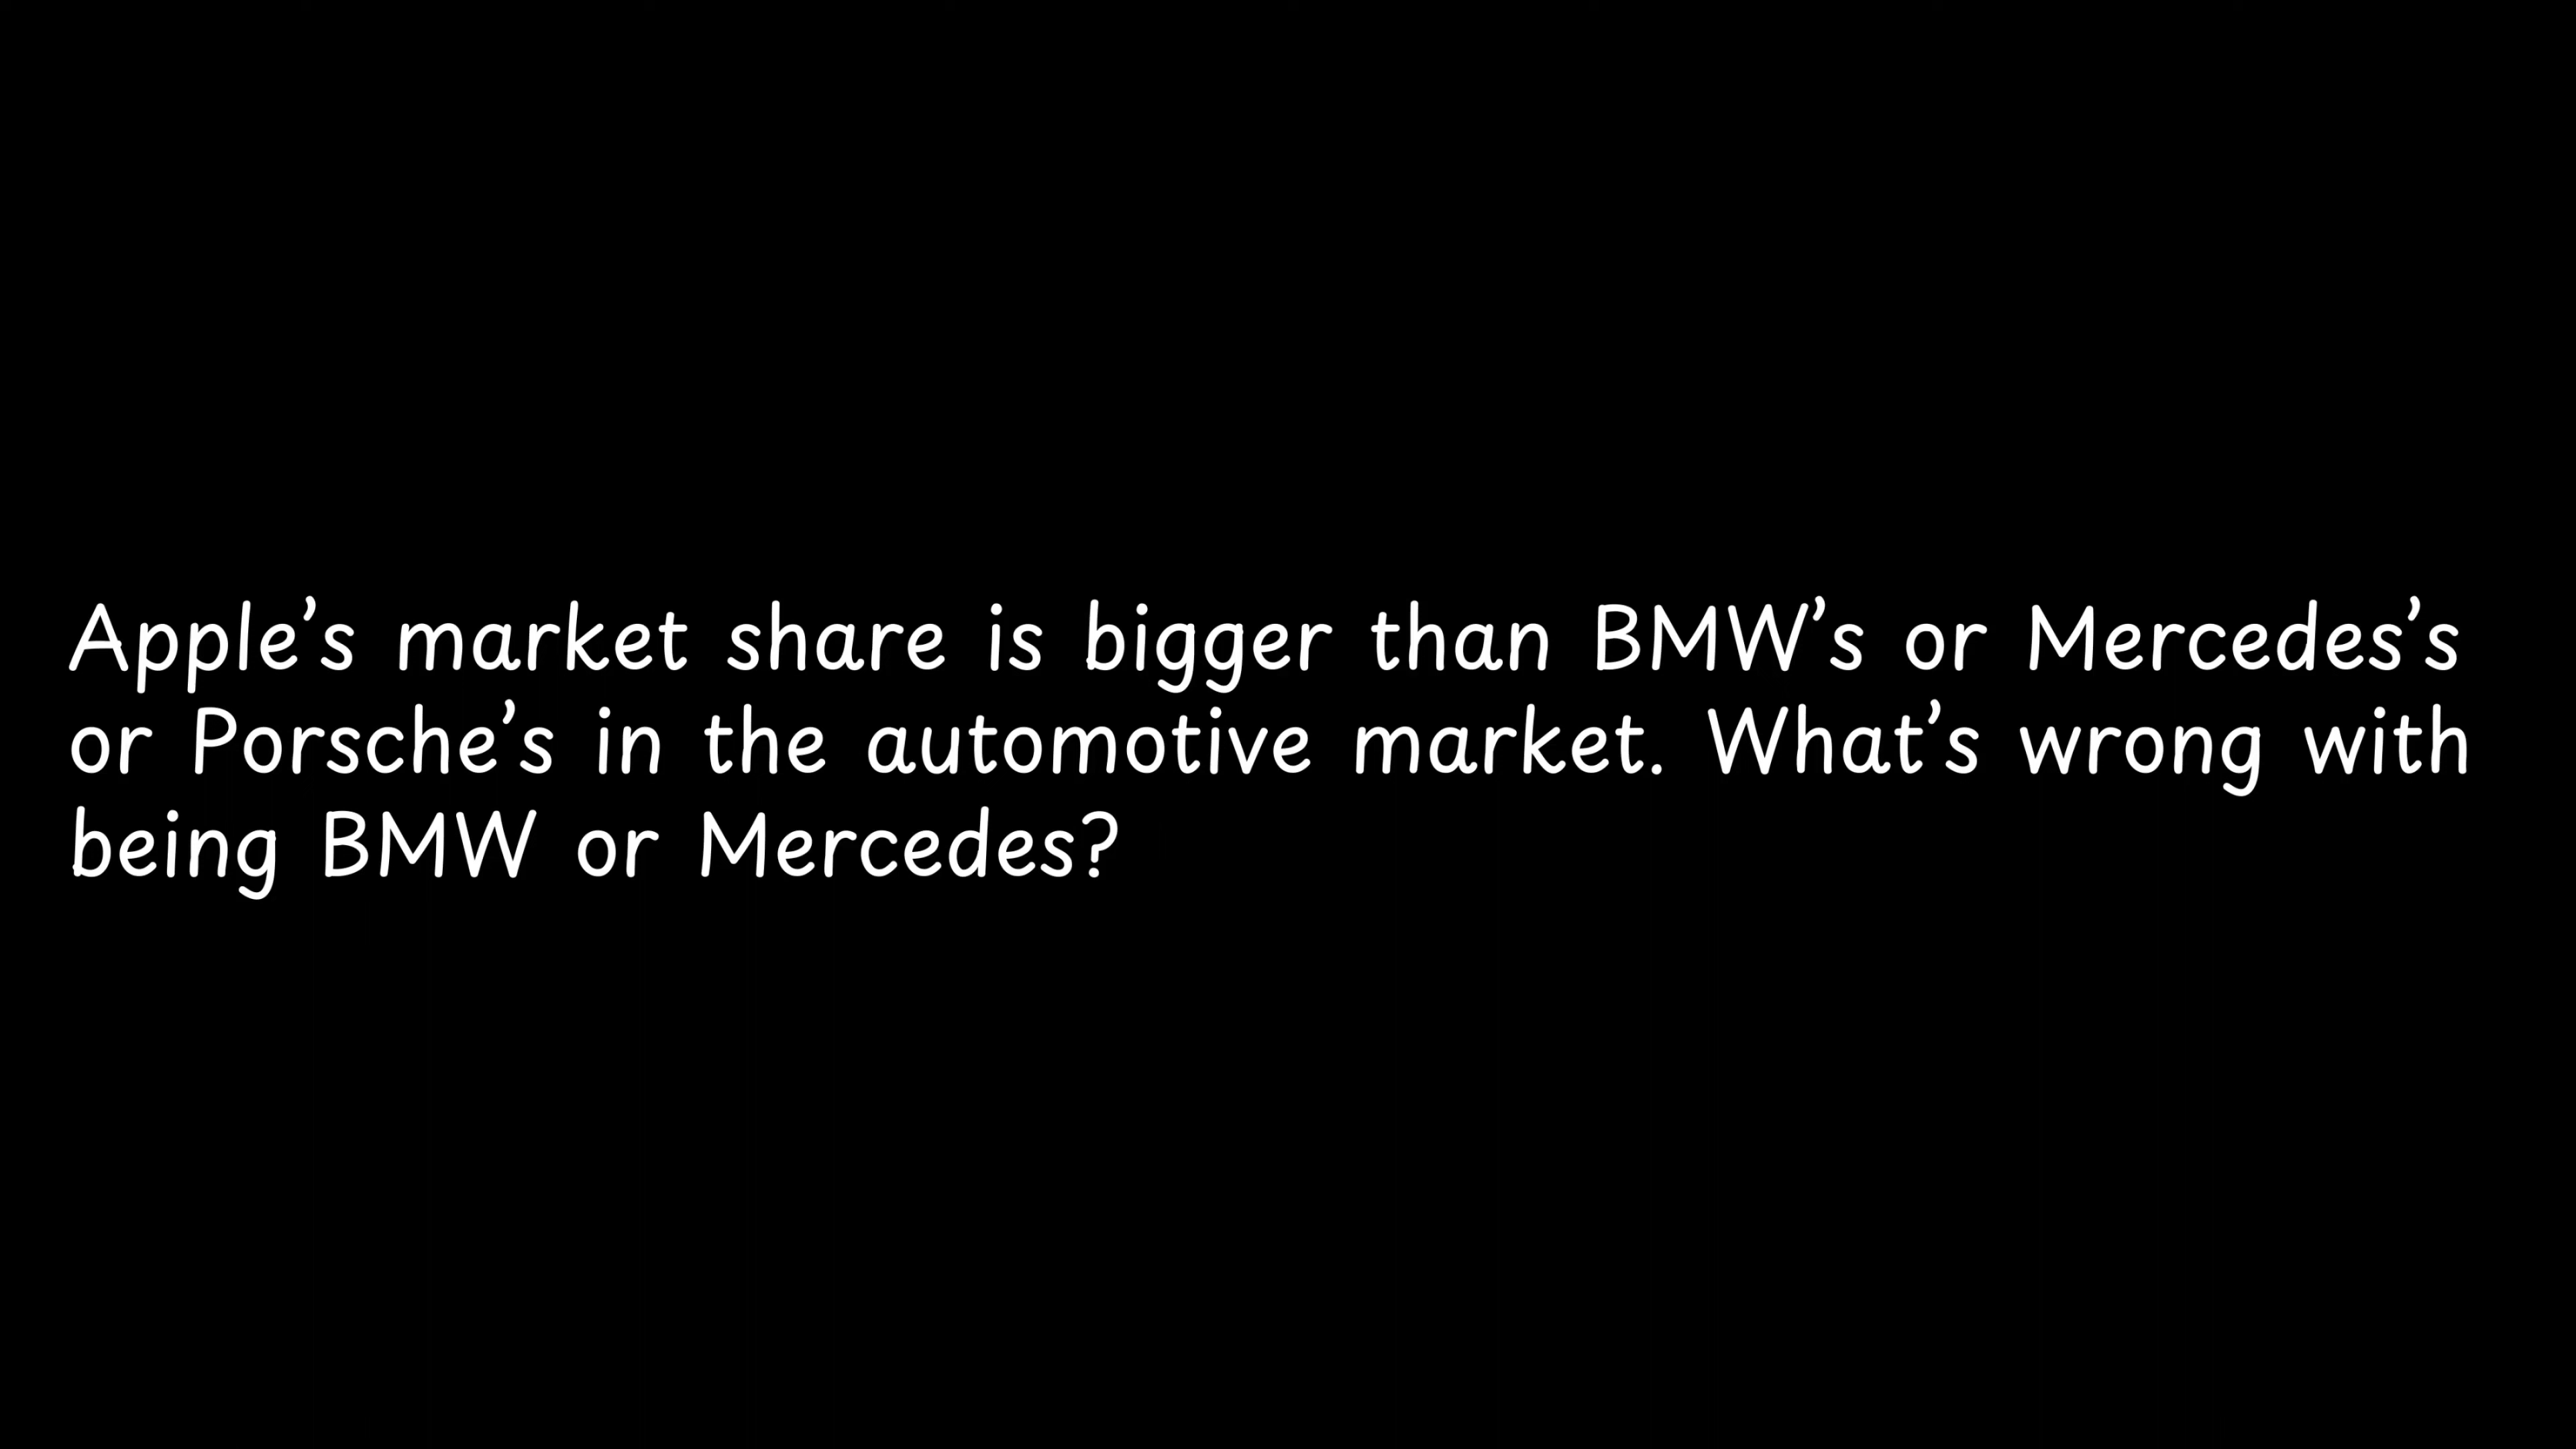 Apple’s market share is bigger than BMW’s or Mercedes’s
or Porsche’s in the automotive market. What’s wrong with
being BMW or Mercedes?